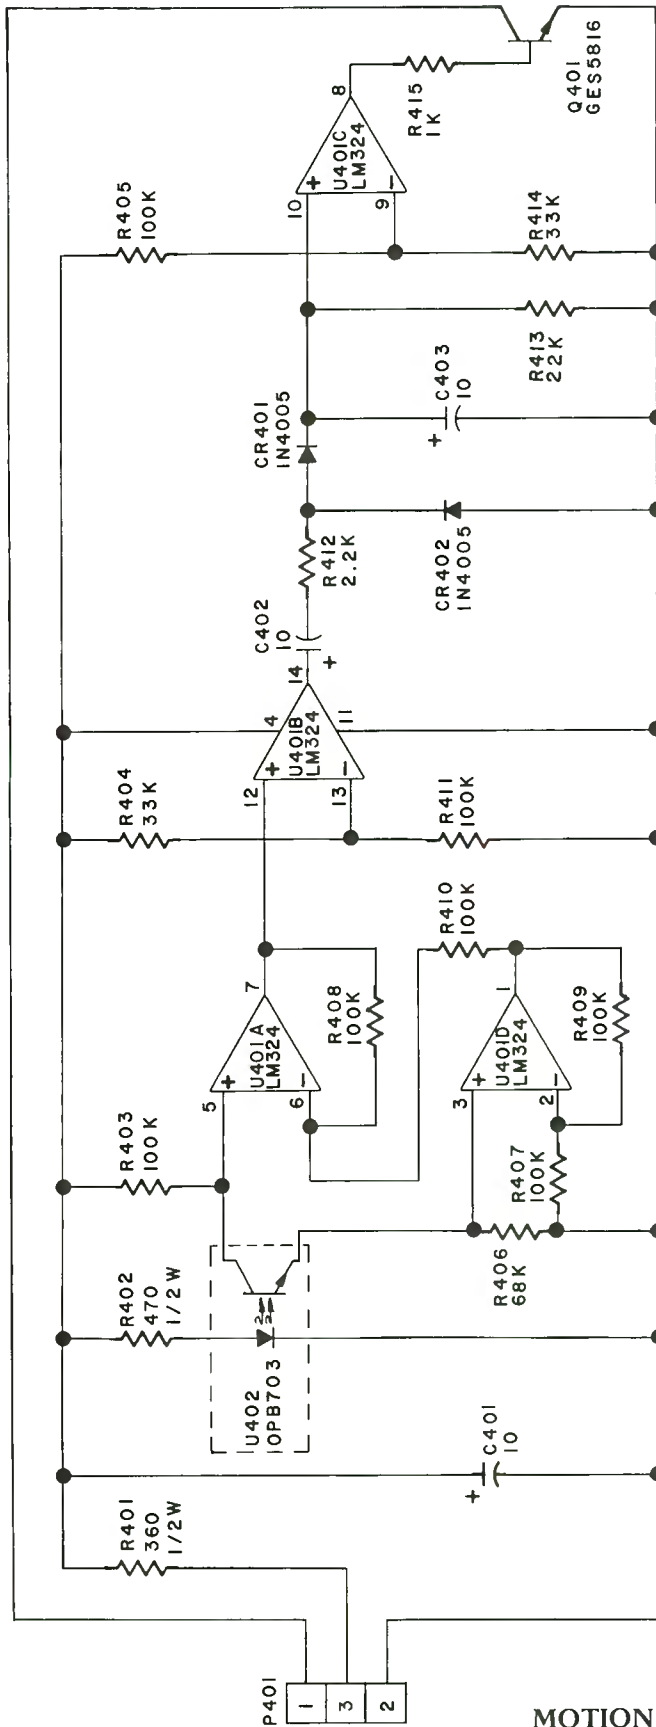 P401
1
3
2
R401
360
1/2W
C401
10
+
R402
470
1/2W
U402
OPB703
R403
100K
R406
68K
R407
100K
5
6
7
+
−
U401A
LM324
R408
100K
3
2
1
+
−
U401D
LM324
R409
100K
R410
100K
R404
33K
R411
100K
12
13
4
11
14
+
−
U401B
LM324
C402
10
+
R412
2.2K
CR401
1N4005
CR402
1N4005
C403
10
+
R413
22K
R405
100K
R414
33K
10
9
8
+
−
U401C
LM324
R415
1K
Q401
GES5816
MOTION